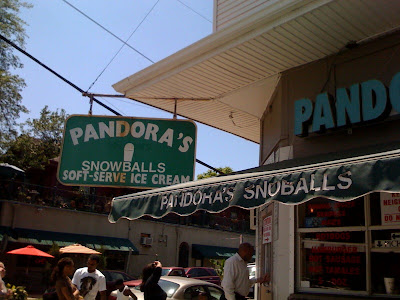 PANDORA'S
SNOWBALLS
SOFT-SERVE ICE CREAM
PANDO
PANDORA'S SNOBALLS